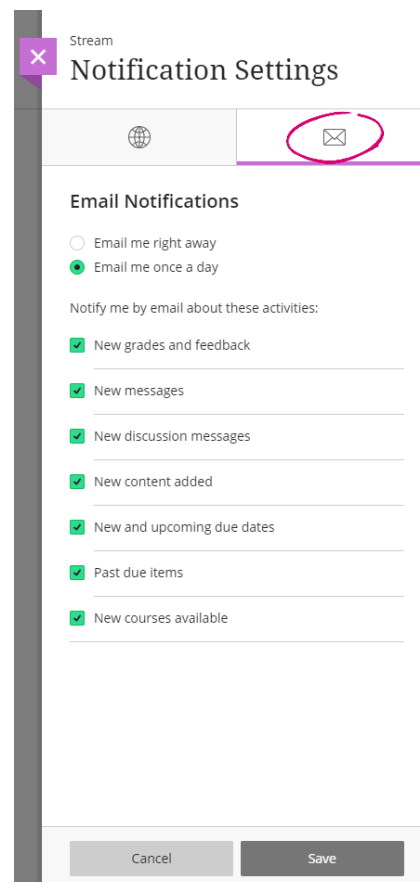 Stream
Notification Settings
Email Notifications
Email me right away
Email me once a day
Notify me by email about these activities:
New grades and feedback
New messages
New discussion messages
New content added
New and upcoming due dates
Past due items
New courses available
Cancel
Save